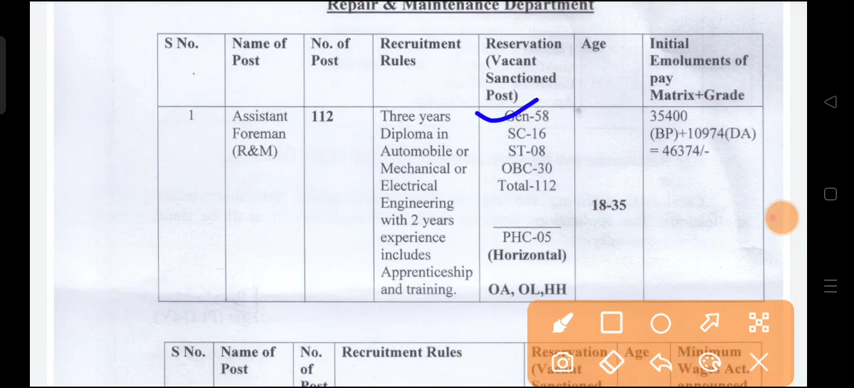 Repair & Maintenance Department
S No.
Name of
Post
No. of
Post
Recruitment
Rules
Reservation
(Vacant
Sanctioned
Post)
Age
Initial
Emoluments of
pay
Matrix+Grade
1
Assistant
Foreman
(R&M)
112
Three years
Diploma in
Automobile or
Mechanical or
Electrical
Engineering
with 2 years
experience
includes
Apprenticeship
and training.
Gen-58
SC-16
ST-08
OBC-30
Total-112
PHC-05
(Horizontal)
OA, OL,HH
18-35
35400
(BP)+10974(DA)
= 46374/-
S No.
Name of
Post
No.
of
Post
Recruitment Rules
Reservation
(Vacant
Sanctioned
Age
Minimum
Wages Act.
announced